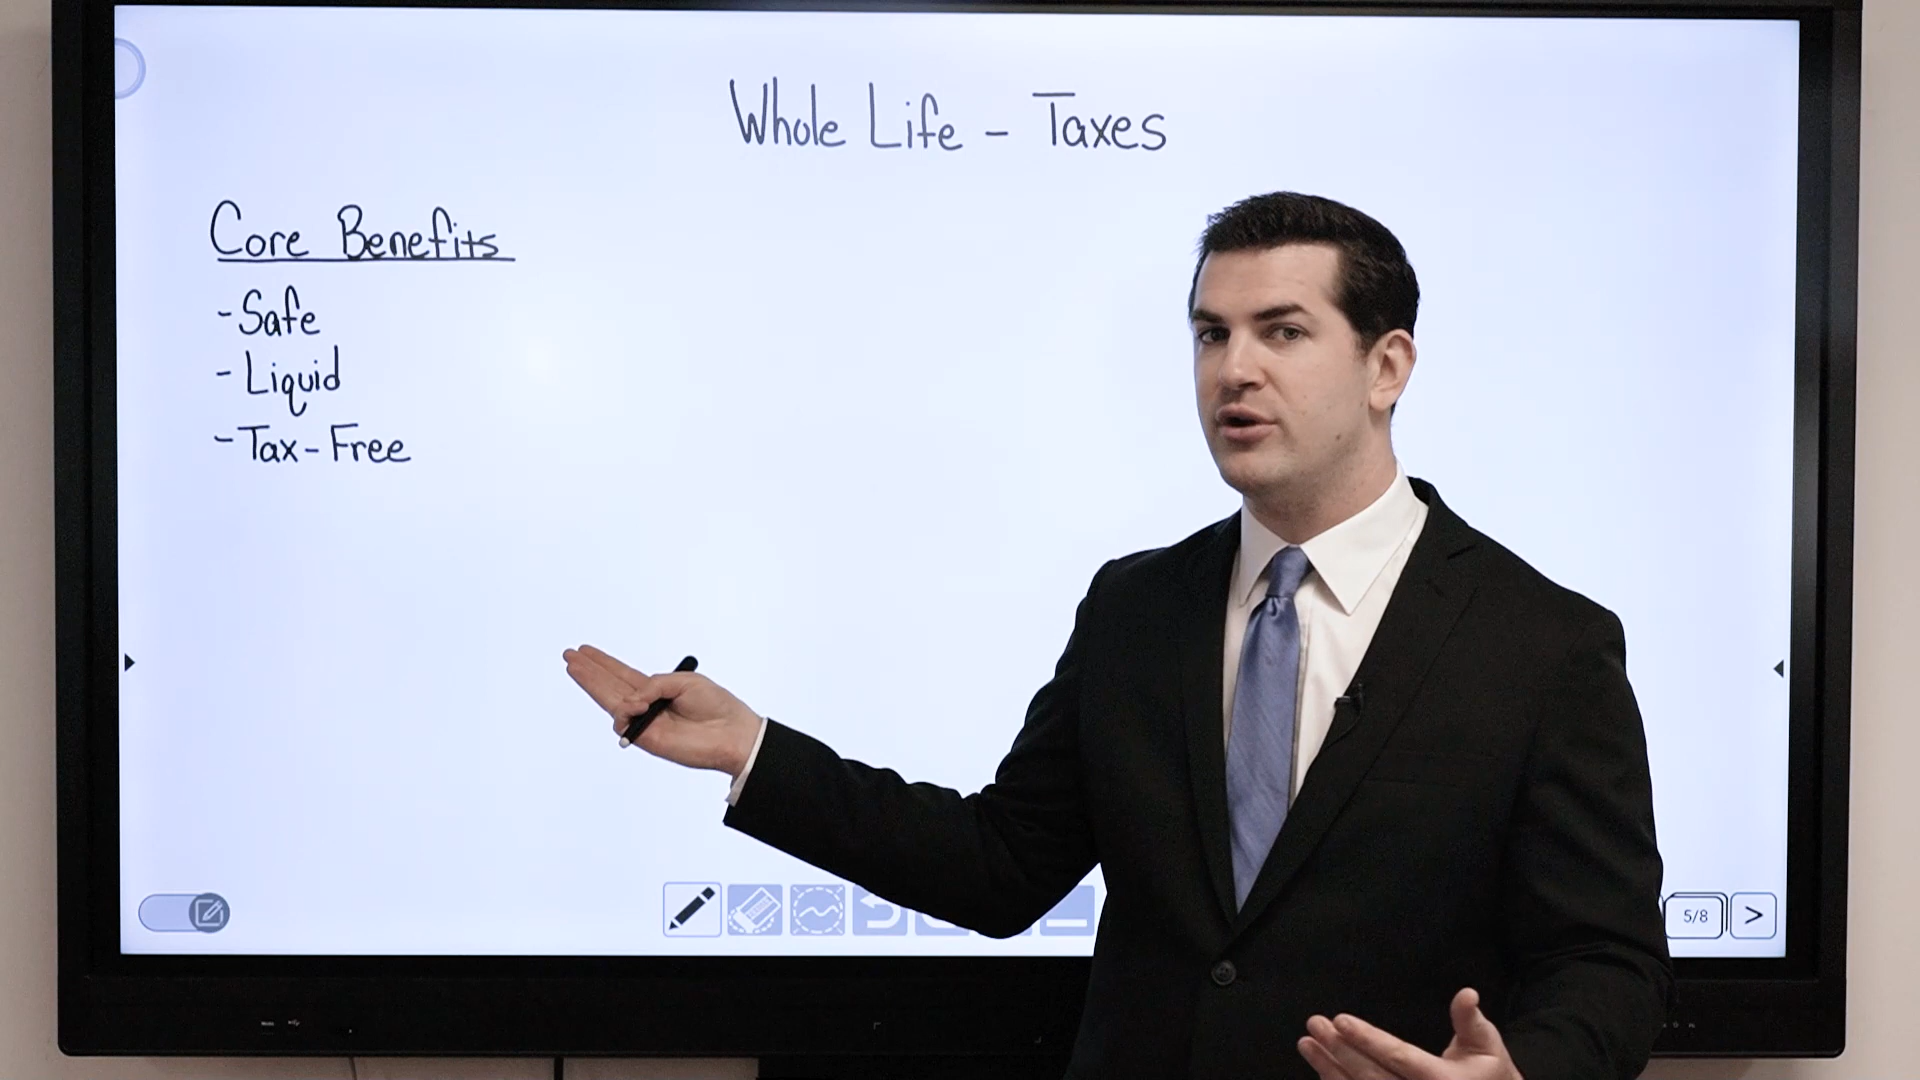 Whole Life - Taxes
Core Benefits
- Safe
- Liquid
- Tax-Free
5/8 >